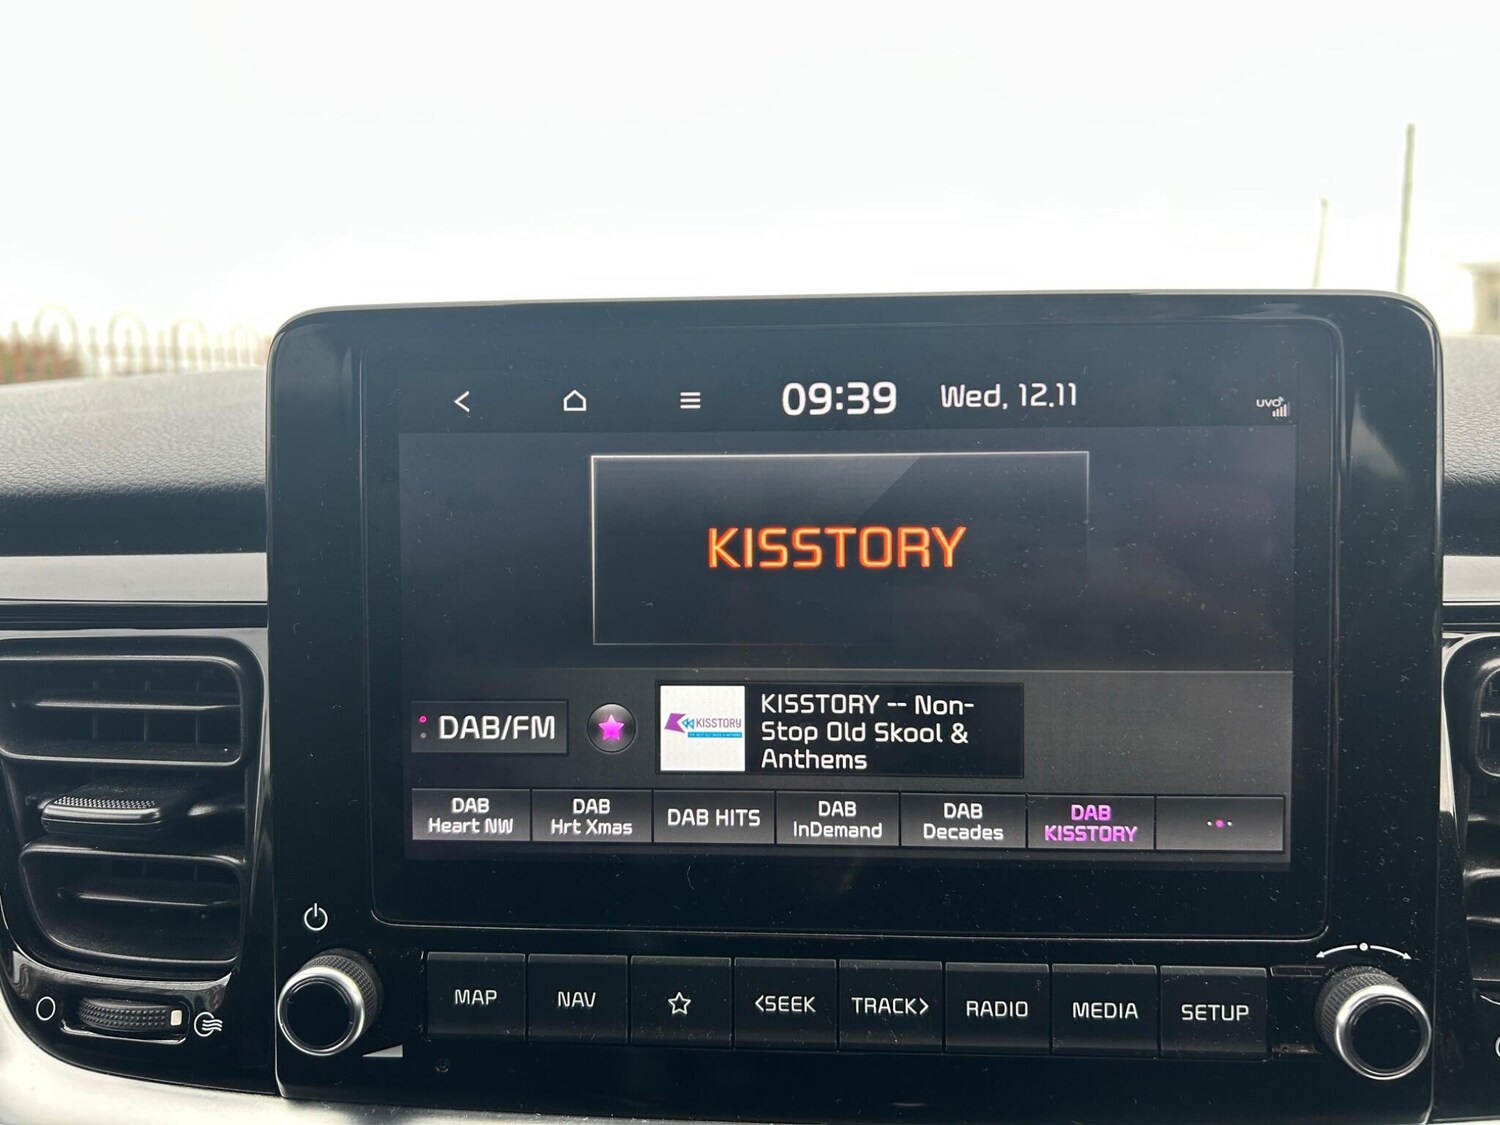 09:39 Wed, 12.11
UVO
KISSTORY
DAB/FM
KISSTORY
KISSTORY -- Non-
Stop Old Skool &
Anthems
DAB
Heart NW
DAB
Hrt Xmas
DAB HITS
DAB
InDemand
DAB
Decades
DAB
KISSTORY
MAP
NAV
<SEEK
TRACK>
RADIO
MEDIA
SETUP